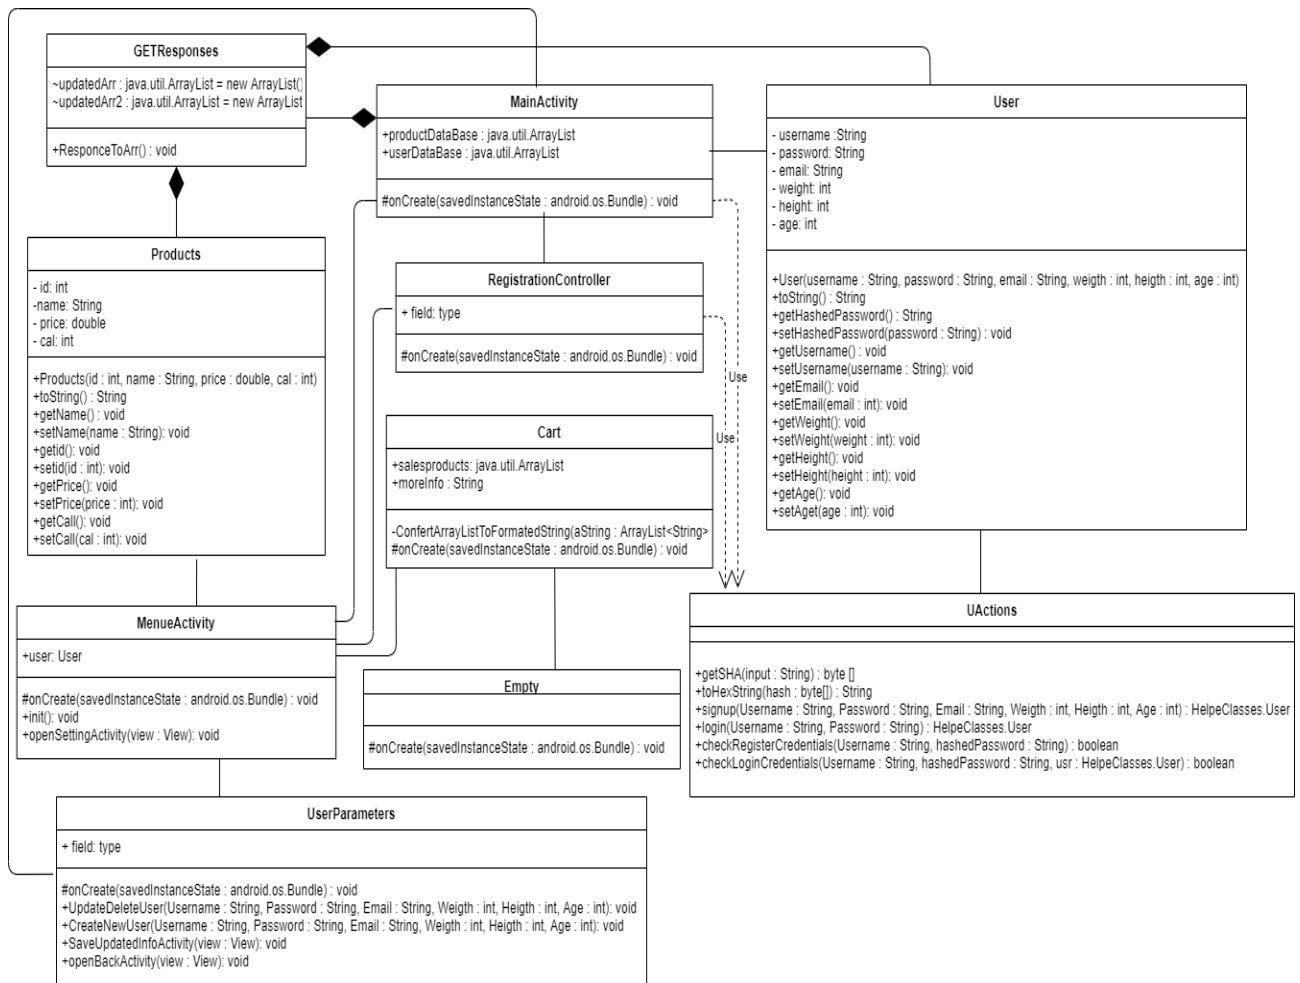 GETResponses
~updatedArr : java.util.ArrayList = new ArrayList()
~updatedArr2 : java.util.ArrayList = new ArrayList
+ResponceToArr() : void
MainActivity
+productDataBase : java.util.ArrayList
+userDataBase : java.util.ArrayList
#onCreate(savedInstanceState : android.os.Bundle) : void
User
- username :String
- password: String
- email: String
- weight: int
- height: int
- age: int
+User(username : String, password : String, email : String, weigth : int, heigth : int, age : int)
+toString() : String
+getHashedPassword() : String
+setHashedPassword(password : String) : void
+getUsername() : void
+setUsername(username : String): void
+getEmail(): void
+setEmail(email : int): void
+getWeight(): void
+setWeight(weight : int): void
+getHeight(): void
+setHeight(height : int): void
+getAge(): void
+setAget(age : int): void
Products
- id: int
-name: String
- price: double
- cal: int
+Products(id : int, name : String, price : double, cal : int)
+toString() : String
+getName() : void
+setName(name : String): void
+getid(): void
+setid(id : int): void
+getPrice(): void
+setPrice(price : int): void
+getCall(): void
+setCall(cal : int): void
RegistrationController
+ field: type
#onCreate(savedInstanceState : android.os.Bundle) : void
Use
Use
Cart
+salesproducts: java.util.ArrayList
+moreInfo : String
-ConfertArrayListToFormatedString(aString : ArrayList<String>
#onCreate(savedInstanceState : android.os.Bundle) : void
MenueActivity
+user: User
#onCreate(savedInstanceState : android.os.Bundle) : void
+init(): void
+openSettingActivity(view : View): void
Empty
#onCreate(savedInstanceState : android.os.Bundle) : void
UActions
+getSHA(input : String) : byte []
+toHexString(hash : byte[]) : String
+signup(Username : String, Password : String, Email : String, Weigth : int, Heigth : int, Age : int) : HelpeClasses.User
+login(Username : String, Password : String) : HelpeClasses.User
+checkRegisterCredentials(Username : String, hashedPassword : String) : boolean
+checkLoginCredentials(Username : String, hashedPassword : String, usr : HelpeClasses.User) : boolean
UserParameters
+ field: type
#onCreate(savedInstanceState : android.os.Bundle) : void
+UpdateDeleteUser(Username : String, Password : String, Email : String, Weigth : int, Heigth : int, Age : int): void
+CreateNewUser(Username : String, Password : String, Email : String, Weigth : int, Heigth : int, Age : int): void
+SaveUpdatedInfoActivity(view : View): void
+openBackActivity(view : View): void